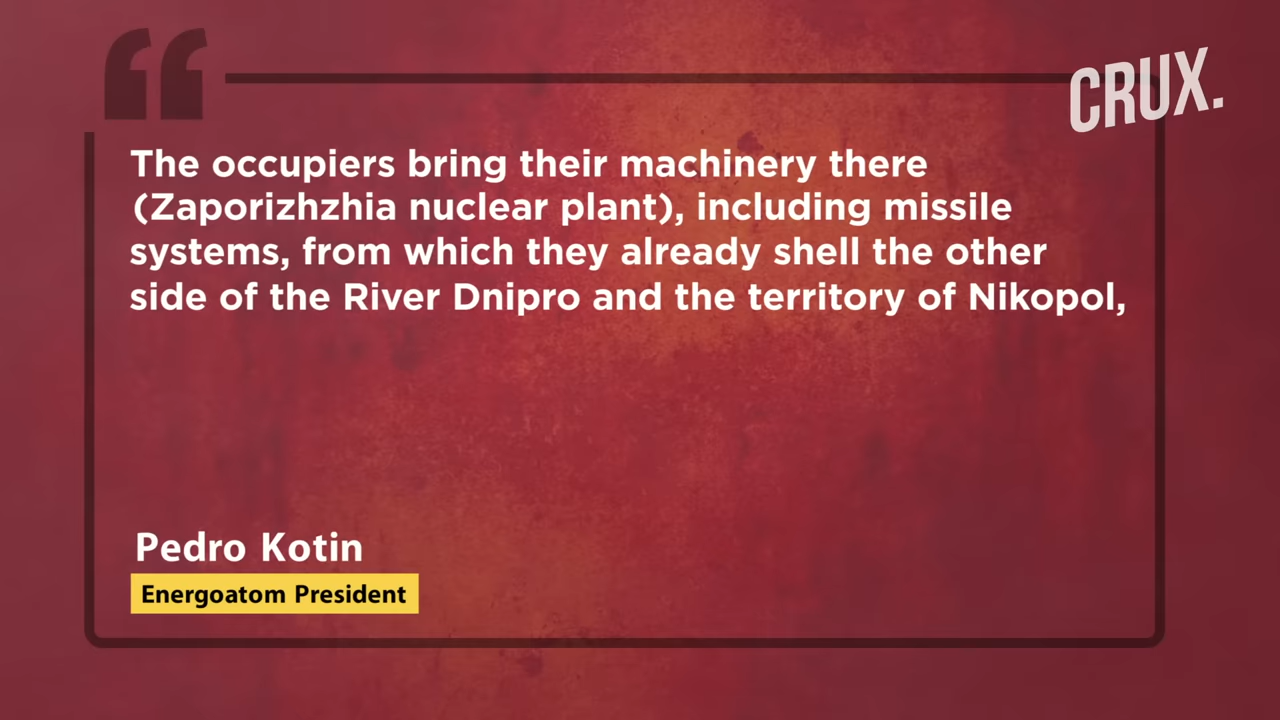 CRUX.
The occupiers bring their machinery there
(Zaporizhzhia nuclear plant), including missile
systems, from which they already shell the other
side of the River Dnipro and the territory of Nikopol,
Pedro Kotin
Energoatom President